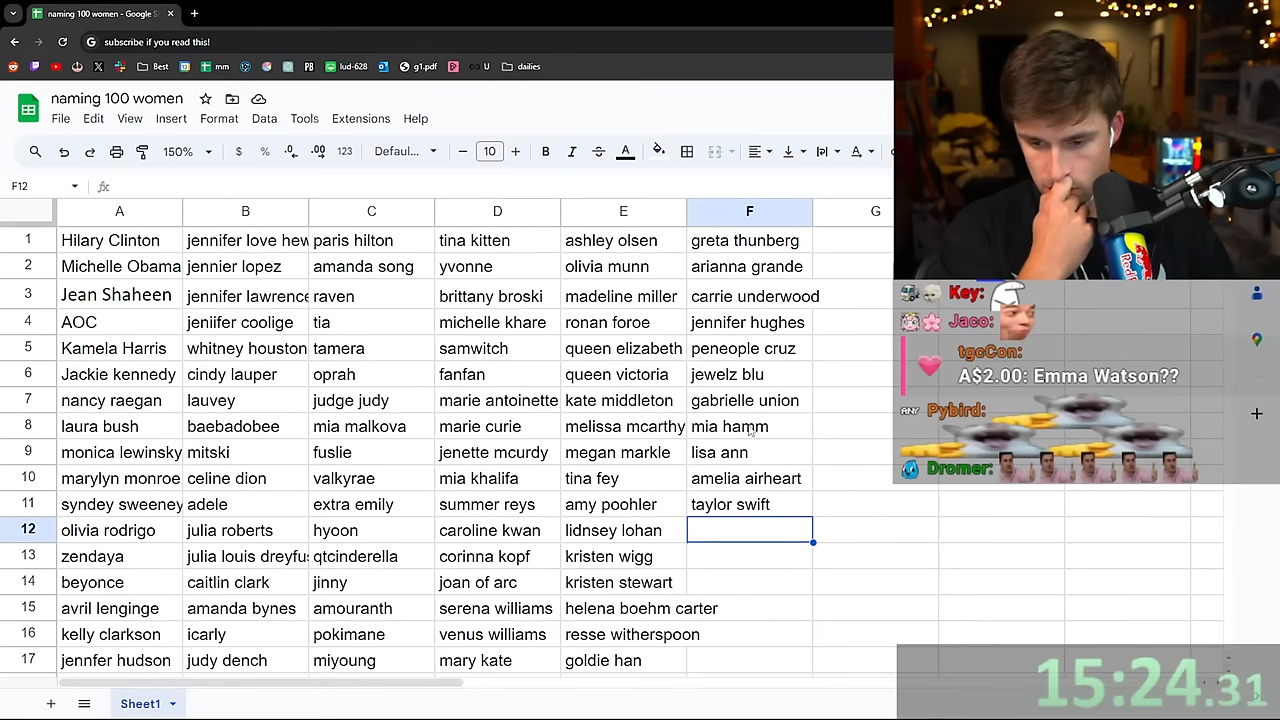 naming 100 women - Google S
subscribe if you read this!
Best
mm
PB
lud-628
g1.pdf
U
dailies
naming 100 women
File Edit View Insert Format Data Tools Extensions Help
150% $ % .0 .00 123 Defaul... 10 B I A
F12 fx
A B C D E F G
1 Hilary Clinton jennifer love hew paris hilton tina kitten ashley olsen greta thunberg
2 Michelle Obama jennier lopez amanda song yvonne olivia munn arianna grande
3 Jean Shaheen jennifer lawrence raven brittany broski madeline miller carrie underwood
4 AOC jeniifer coolige tia michelle khare ronan foroe jennifer hughes
5 Kamela Harris whitney houston tamera samwitch queen elizabeth peneople cruz
6 Jackie kennedy cindy lauper oprah fanfan queen victoria jewelz blu
7 nancy raegan lauvey judge judy marie antoinette kate middleton gabrielle union
8 laura bush baebadobee mia malkova marie curie melissa mcarthy mia hamm
9 monica lewinsky mitski fuslie jenette mcurdy megan markle lisa ann
10 marylyn monroe celine dion valkyrae mia khalifa tina fey amelia airheart
11 syndey sweeney adele extra emily summer reys amy poohler taylor swift
12 olivia rodrigo julia roberts hyoon caroline kwan lidnsey lohan
13 zendaya julia louis dreyfus qtcinderella corinna kopf kristen wigg
14 beyonce caitlin clark jinny joan of arc kristen stewart
15 avril lenginge amanda bynes amouranth serena williams helena boehm carter
16 kelly clarkson icarly pokimane venus williams resse witherspoon
17 jennfer hudson judy dench miyoung mary kate goldie han
Sheet1
Key:
Jaco:
tgcCon:
A$2.00: Emma Watson??
ANY Pybird:
Dromer:
15:24.31